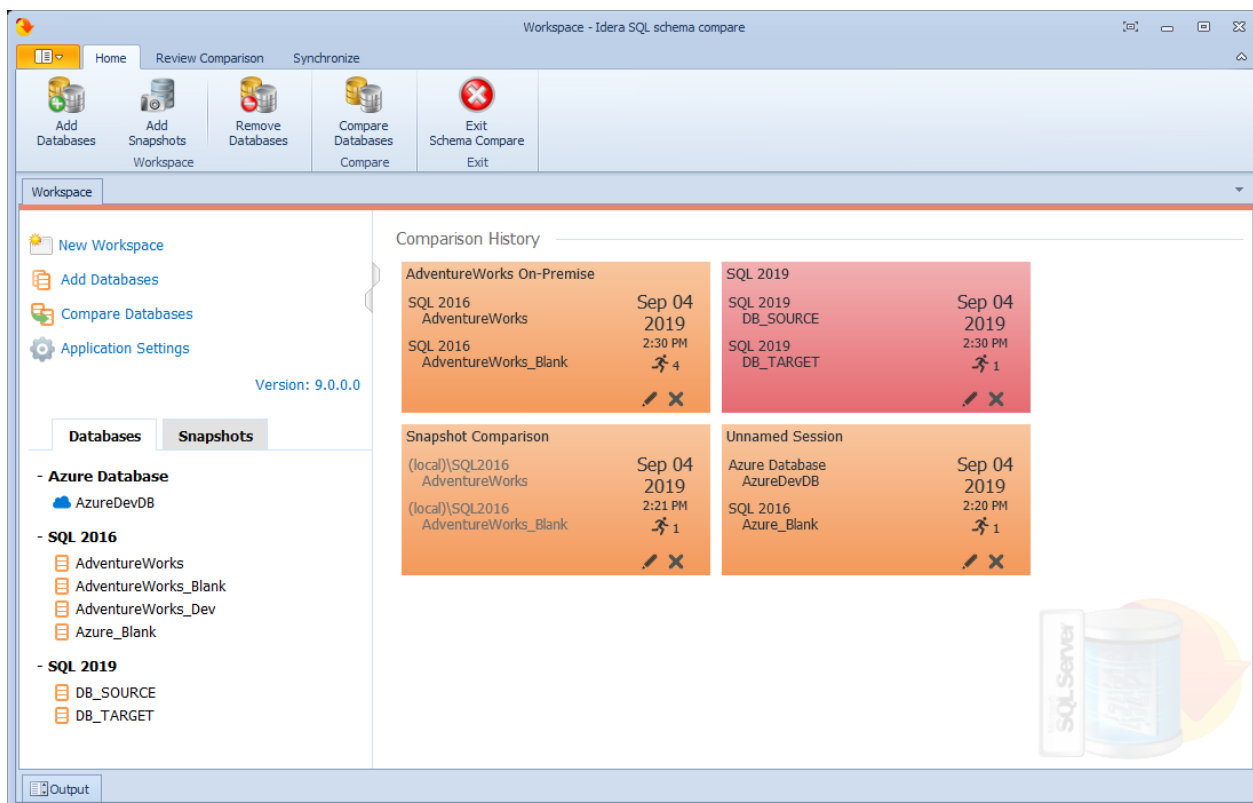 Workspace - Idera SQL schema compare
Home Review Comparison Synchronize
Add Databases
Add Snapshots
Remove Databases
Compare Databases
Exit Schema Compare
Workspace Compare Exit
Workspace
New Workspace
Add Databases
Compare Databases
Application Settings
Version: 9.0.0.0
Databases Snapshots
- Azure Database
AzureDevDB
- SQL 2016
AdventureWorks
AdventureWorks_Blank
AdventureWorks_Dev
Azure_Blank
- SQL 2019
DB_SOURCE
DB_TARGET
Comparison History
AdventureWorks On-Premise
SQL 2016
AdventureWorks
SQL 2016
AdventureWorks_Blank
Sep 04
2019
2:30 PM
4
SQL 2019
SQL 2019
DB_SOURCE
SQL 2019
DB_TARGET
Sep 04
2019
2:30 PM
1
Snapshot Comparison
(local)\SQL2016
AdventureWorks
(local)\SQL2016
AdventureWorks_Blank
Sep 04
2019
2:21 PM
1
Unnamed Session
Azure Database
AzureDevDB
SQL 2016
Azure_Blank
Sep 04
2019
2:20 PM
1
SQL Server
Output